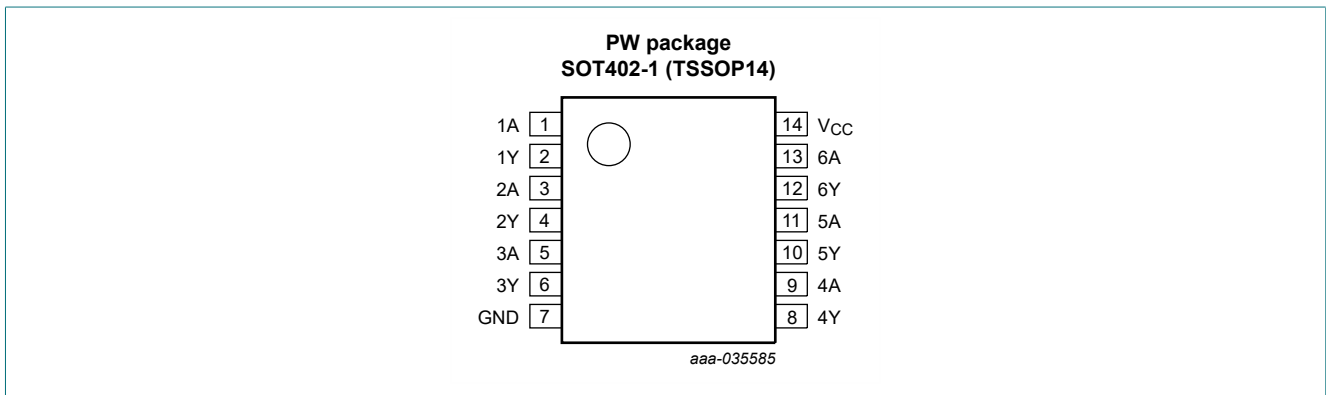 PW package
SOT402-1 (TSSOP14)
1A 1 14 VCC
1Y 2 13 6A
2A 3 12 6Y
2Y 4 11 5A
3A 5 10 5Y
3Y 6 9 4A
GND 7 8 4Y
aaa-035585